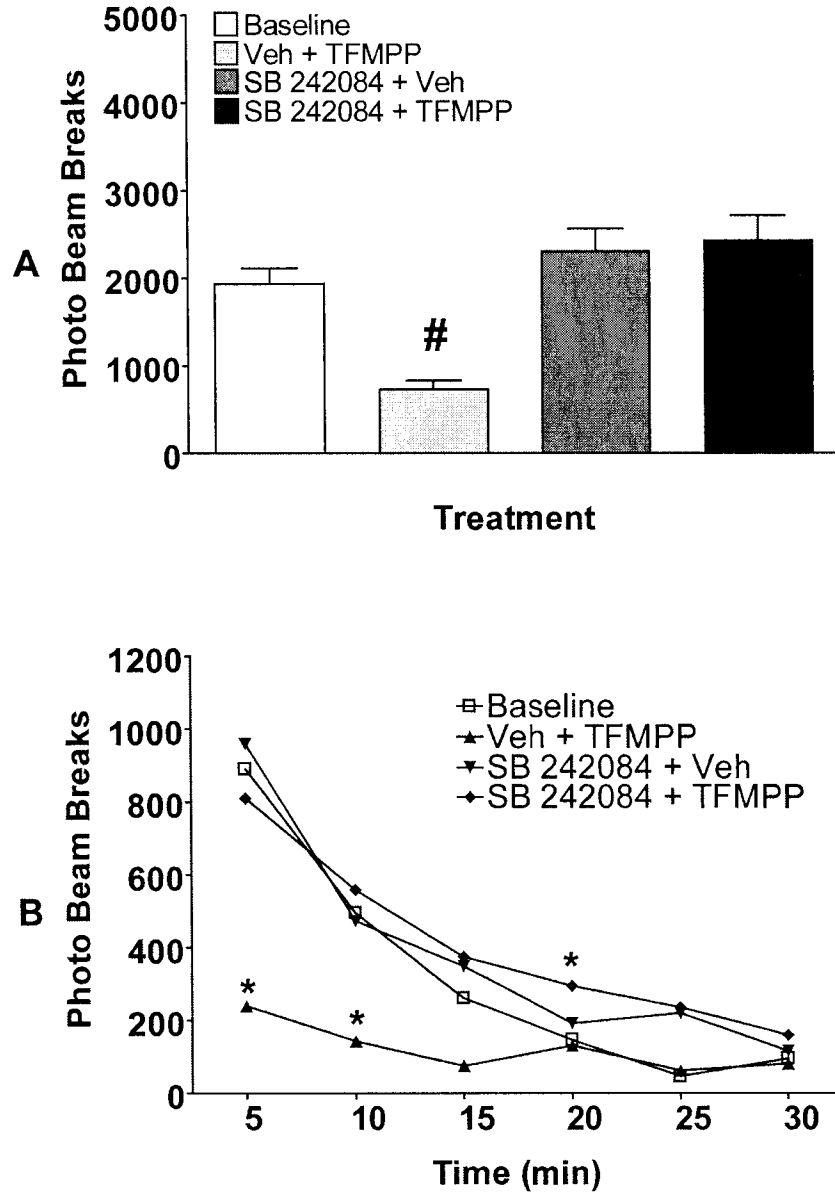 A
Photo Beam Breaks
5000
4000
3000
2000
1000
0
Baseline
Veh + TFMPP
SB 242084 + Veh
SB 242084 + TFMPP
#
Treatment
B
Photo Beam Breaks
1200
1000
800
600
400
200
0
Baseline
Veh + TFMPP
SB 242084 + Veh
SB 242084 + TFMPP
*
*
*
5 10 15 20 25 30
Time (min)